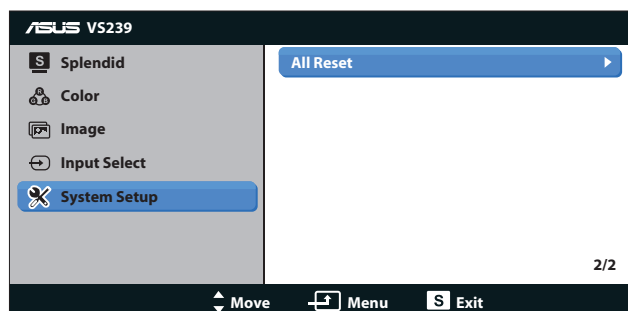 ASUS VS239
S Splendid
R G B Color
Image
Input Select
System Setup
All Reset
2/2
Move Menu S Exit